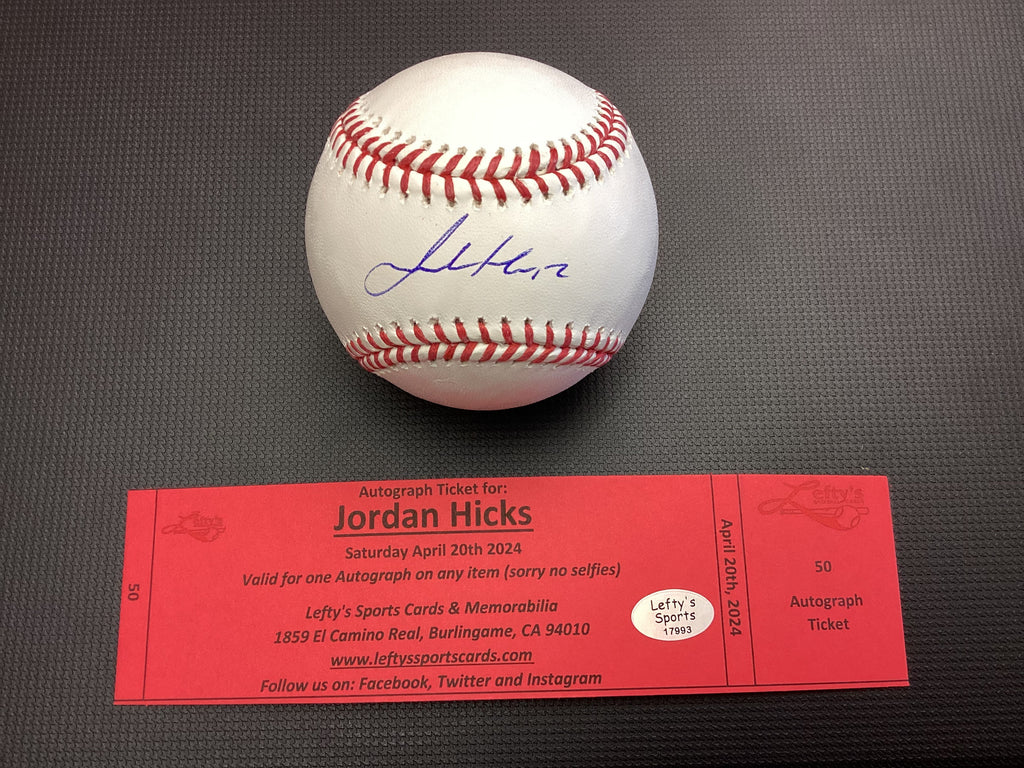 50
Lefty's
Autograph Ticket for:
Jordan Hicks
Saturday April 20th 2024
Valid for one Autograph on any item (sorry no selfies)
Lefty's Sports Cards & Memorabilia
1859 El Camino Real, Burlingame, CA 94010
www.leftyssportscards.com
Follow us on: Facebook, Twitter and Instagram
Lefty's
Sports
17993
April 20th, 2024
Lefty's
50
Autograph
Ticket